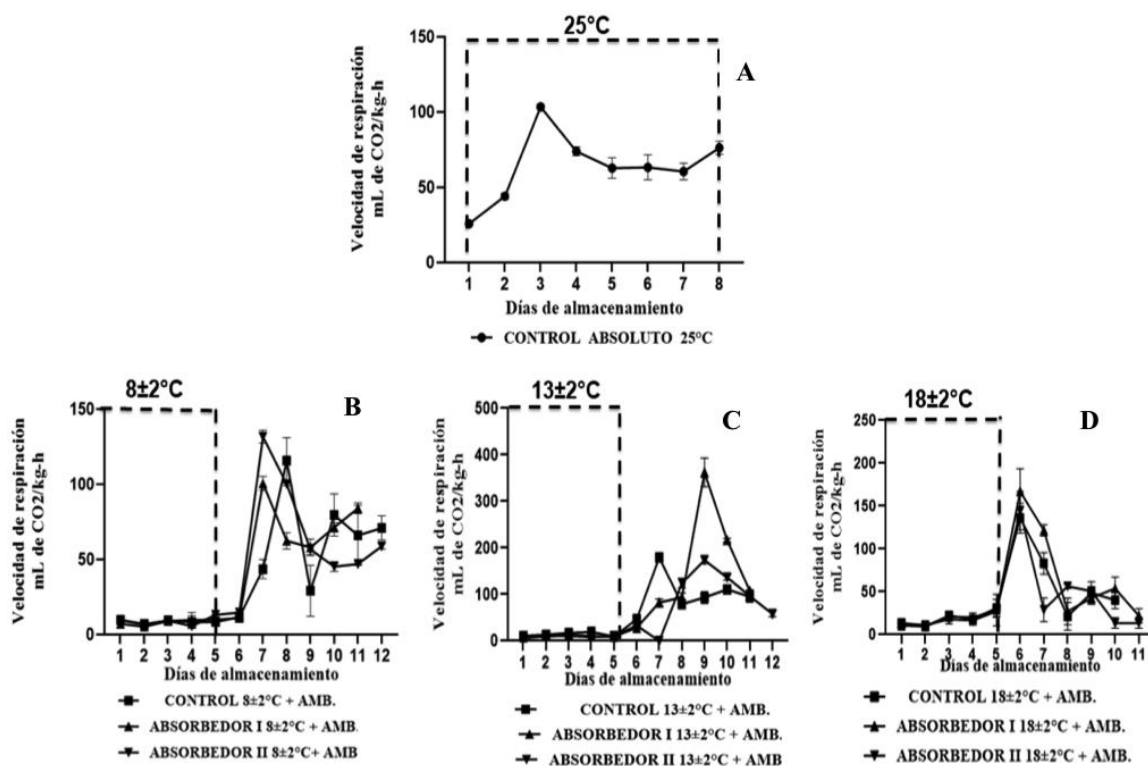 25°C
A
Velocidad de respiración
mL de CO2/kg-h
150
100
50
0
1 2 3 4 5 6 7 8
Días de almacenamiento
CONTROL ABSOLUTO 25°C
8±2°C
B
Velocidad de respiración
mL de CO2/kg-h
150
100
50
0
1 2 3 4 5 6 7 8 9 10 11 12
Días de almacenamiento
CONTROL 8±2°C + AMB.
ABSORBEDOR I 8±2°C + AMB.
ABSORBEDOR II 8±2°C+ AMB
13±2°C
C
Velocidad de respiración
mL de CO2/kg-h
500
400
300
200
100
0
1 2 3 4 5 6 7 8 9 10 11 12
Días de almacenamiento
CONTROL 13±2°C + AMB.
ABSORBEDOR I 13±2°C + AMB.
ABSORBEDOR II 13±2°C + AMB
18±2°C
D
Velocidad de respiración
mL de CO2/kg-h
250
200
150
100
50
0
1 2 3 4 5 6 7 8 9 10 11
Días de almacenamiento
CONTROL 18±2°C + AMB.
ABSORBEDOR I 18±2°C + AMB.
ABSORBEDOR II 18±2°C + AMB